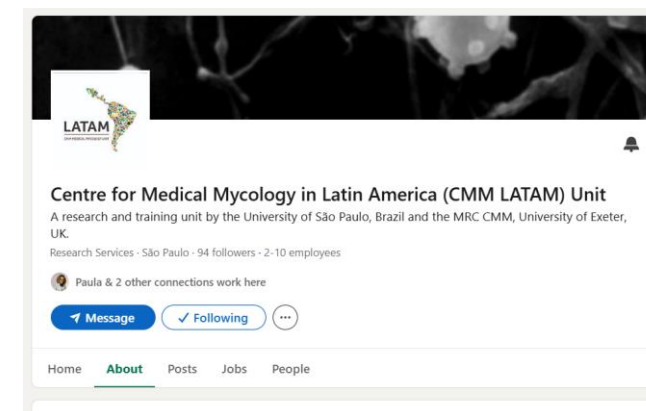 LATAM
Centre for Medical Mycology in Latin America (CMM LATAM) Unit
A research and training unit by the University of São Paulo, Brazil and the MRC CMM, University of Exeter,
UK.
Research Services · São Paulo · 94 followers · 2-10 employees
Paula & 2 other connections work here
Message
Following
Home About Posts Jobs People